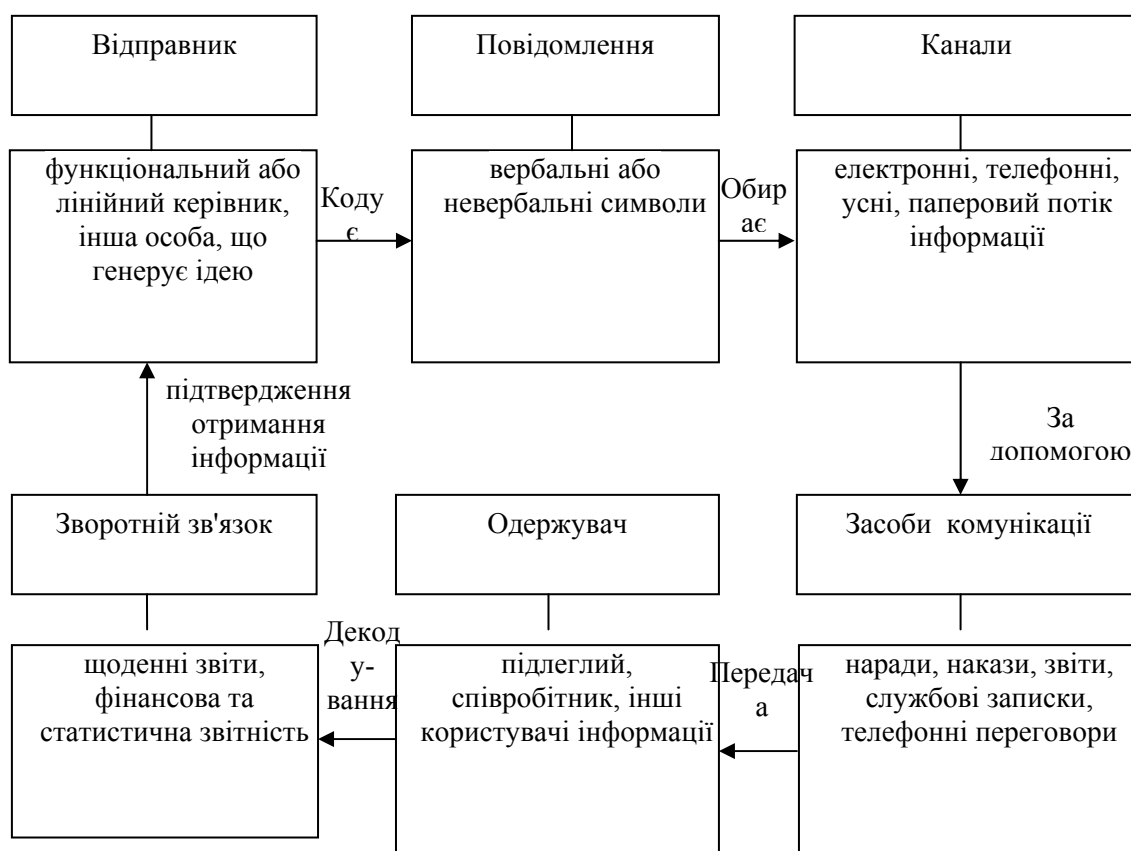 Відправник
Повідомлення
Канали
функціональний або
лінійний керівник,
інша особа, що
генерує ідею
Коду
є
вербальні або
невербальні символи
Обир
ає
електронні, телефонні,
усні, паперовий потік
інформації
підтвердження
отримання
інформації
За
допомогою
Зворотній зв'язок
Одержувач
Засоби комунікації
щоденні звіти,
фінансова та
статистична звітність
Декод
у-
вання
підлеглий,
співробітник, інші
користувачі інформації
Передач
а
наради, накази, звіти,
службові записки,
телефонні переговори